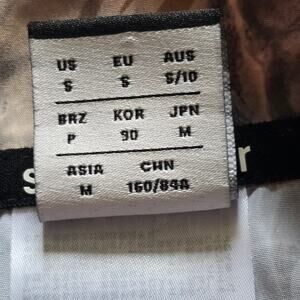 US EU AUS
S S S/10
BRZ KOR JPN
P 90 M
ASIA CHN
M 160/84A
s r